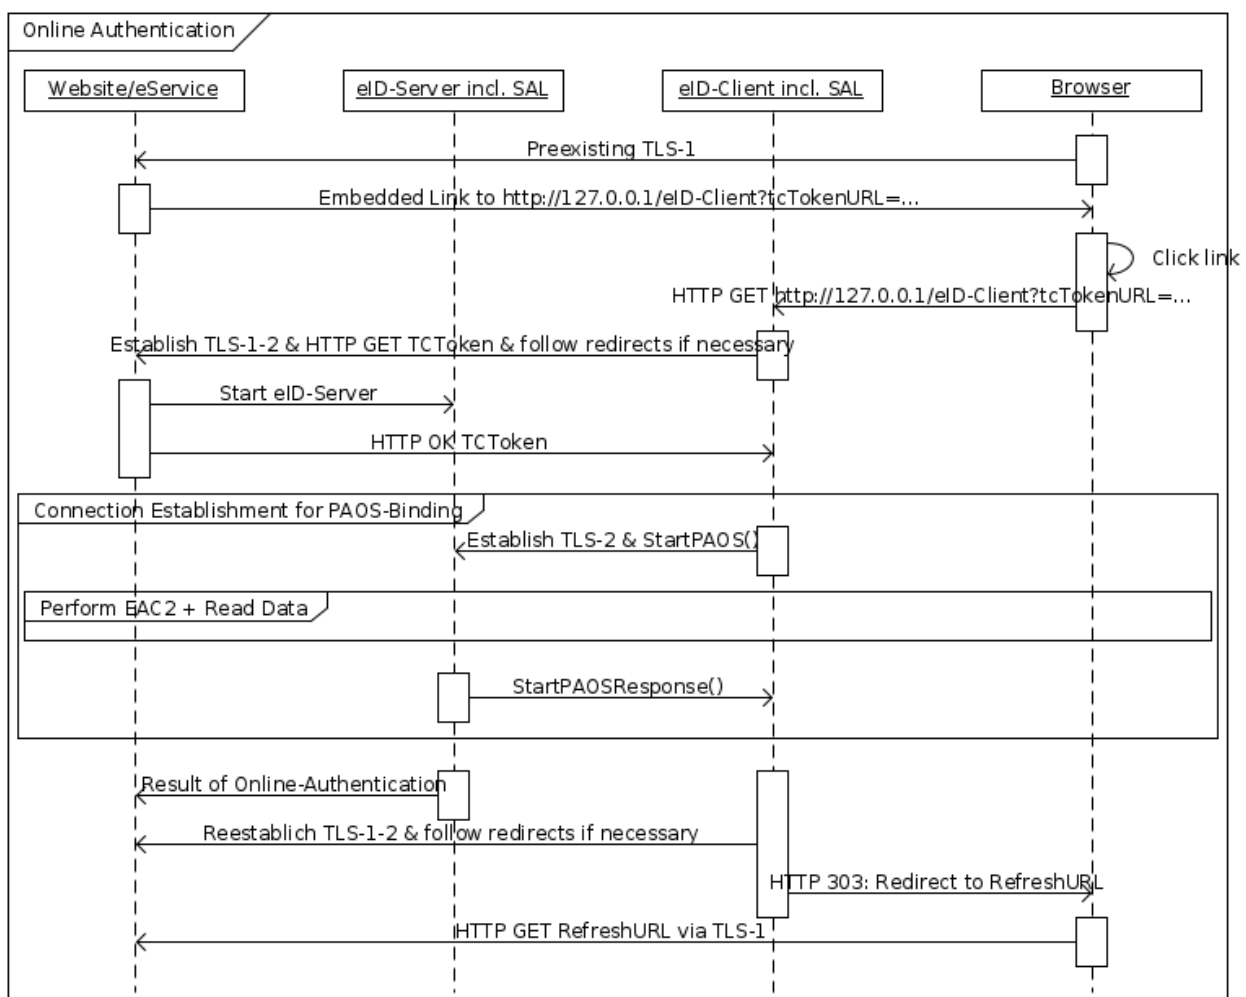 Online Authentication
Website/eService
eID-Server incl. SAL
eID-Client incl. SAL
Browser
Preexisting TLS-1
Embedded Link to http://127.0.0.1/eID-Client?tcTokenURL=...
Click link
HTTP GET http://127.0.0.1/eID-Client?tcTokenURL=...
Establish TLS-1-2 & HTTP GET TCToken & follow redirects if necessary
Start eID-Server
HTTP OK TCToken
Connection Establishment for PAOS-Binding
Establish TLS-2 & StartPAOS()
Perform EAC2 + Read Data
StartPAOSResponse()
Result of Online-Authentication
Reestablich TLS-1-2 & follow redirects if necessary
HTTP 303: Redirect to RefreshURL
HTTP GET RefreshURL via TLS-1